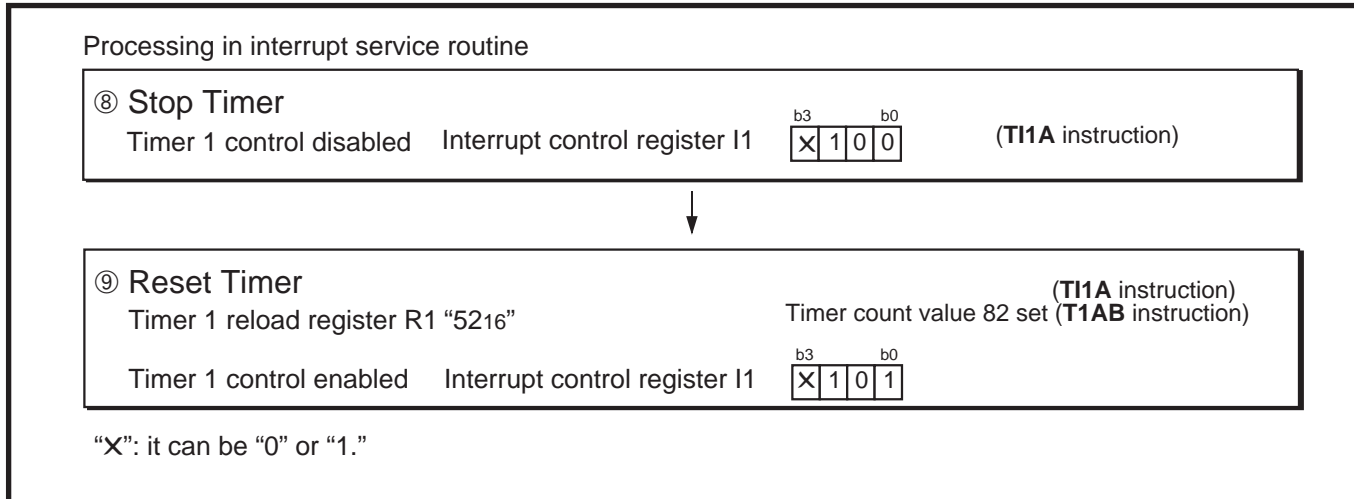 Processing in interrupt service routine
⑧ Stop Timer
b3 b0
Timer 1 control disabled Interrupt control register I1 X 1 0 0 (TI1A instruction)
⑨ Reset Timer
(TI1A instruction)
Timer 1 reload register R1 “5216” Timer count value 82 set (T1AB instruction)
b3 b0
Timer 1 control enabled Interrupt control register I1 X 1 0 1
“X”: it can be “0” or “1.”